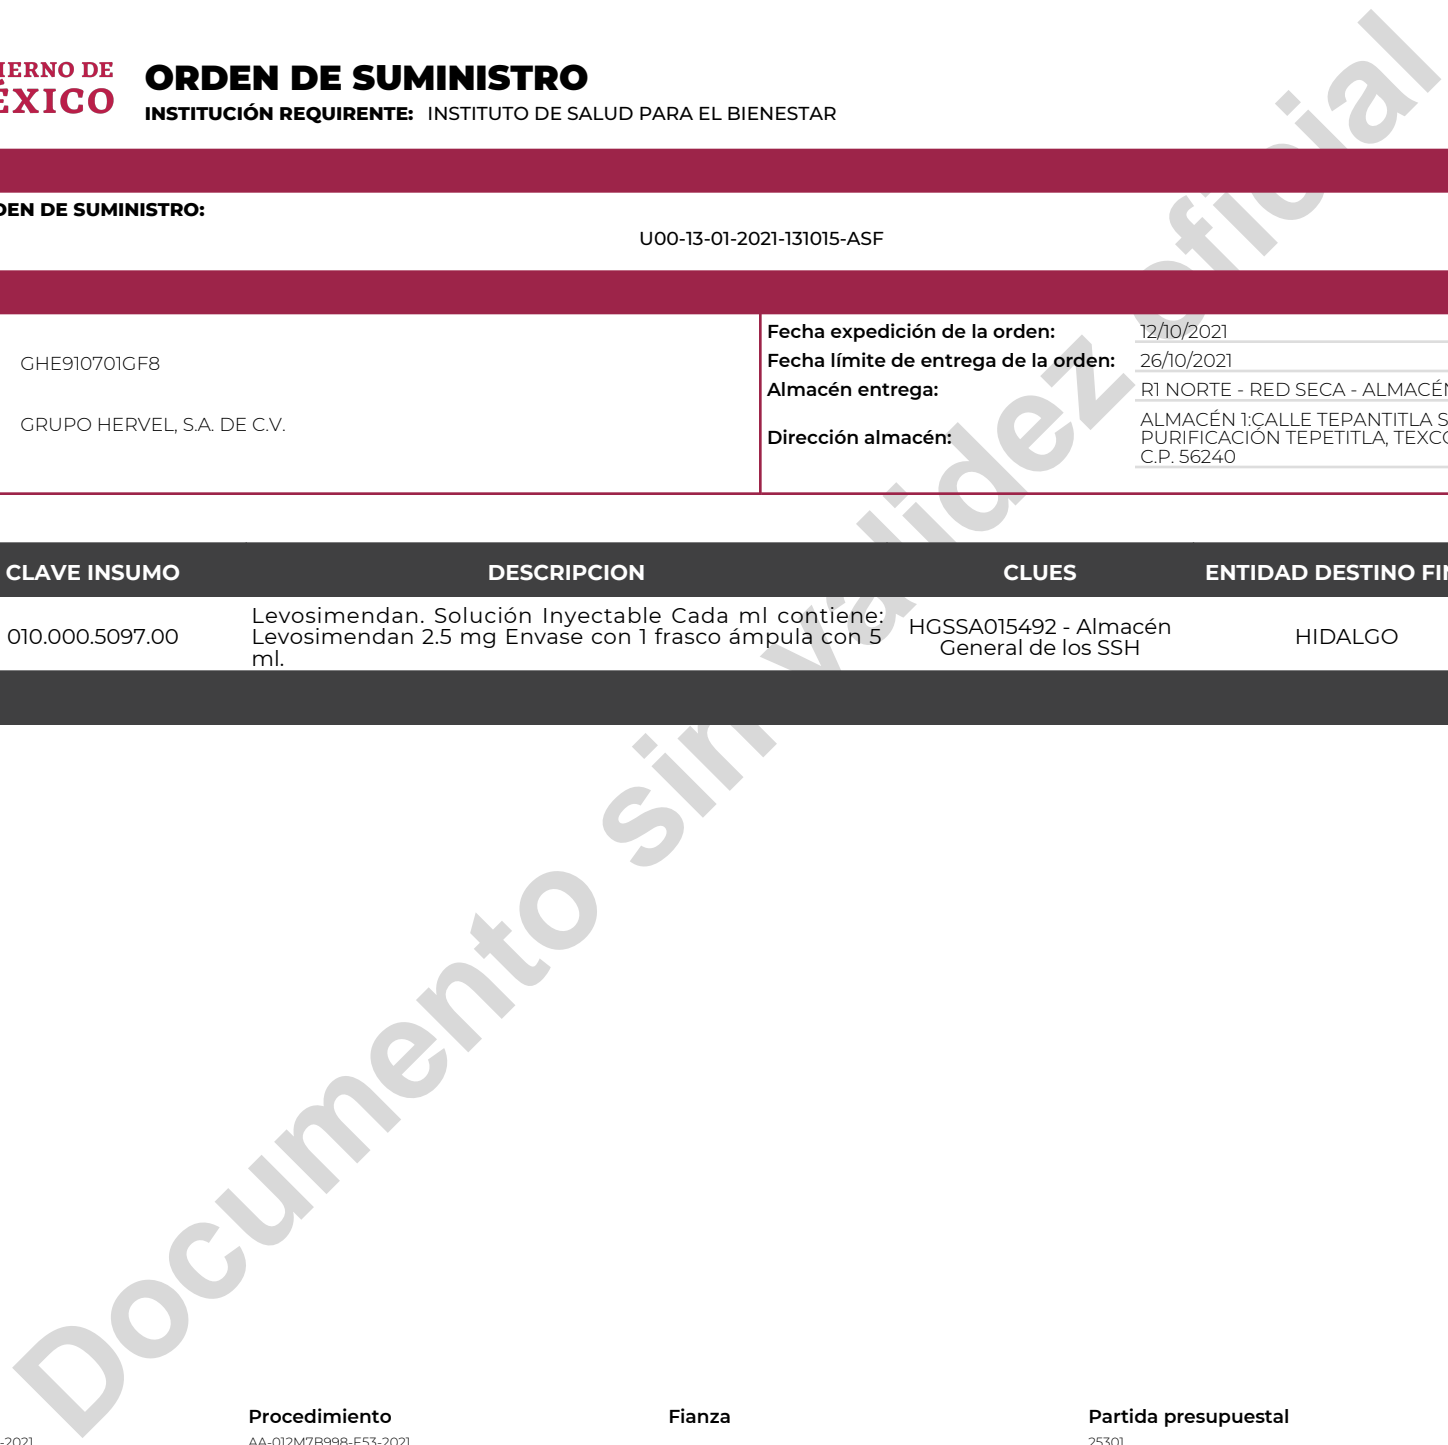 ORDEN DE SUMINISTRO
INSTITUCIÓN REQUIRENTE: INSTITUTO DE SALUD PARA EL BIENESTAR
DE
ÉXICO
DE SUMINISTRO:
U00-13-01-2021-131015-ASF
GHE910701GF8
GRUPO HERVEL, S.A. DE C.V.
Fecha expedición de la orden: 12/10/2021
Fecha límite de entrega de la orden: 26/10/2021
Almacén entrega: R1 NORTE - RED SECA - ALMACÉN
Dirección almacén:
ALMACÉN 1:CALLE TEPANTITLA S
PURIFICACIÓN TEPETITLA, TEXCO
C.P. 56240
CLAVE INSUMO DESCRIPCION CLUES ENTIDAD DESTINO FIN
010.000.5097.00
Levosimendan. Solución Inyectable Cada ml contiene:
Levosimendan 2.5 mg Envase con 1 frasco ámpula con 5
ml.
HGSSA015492 - Almacén
General de los SSH
HIDALGO
Documento sin validez oficial
Procedimiento Fianza Partida presupuestal
-2021 AA-012M7B998-E53-2021 25301